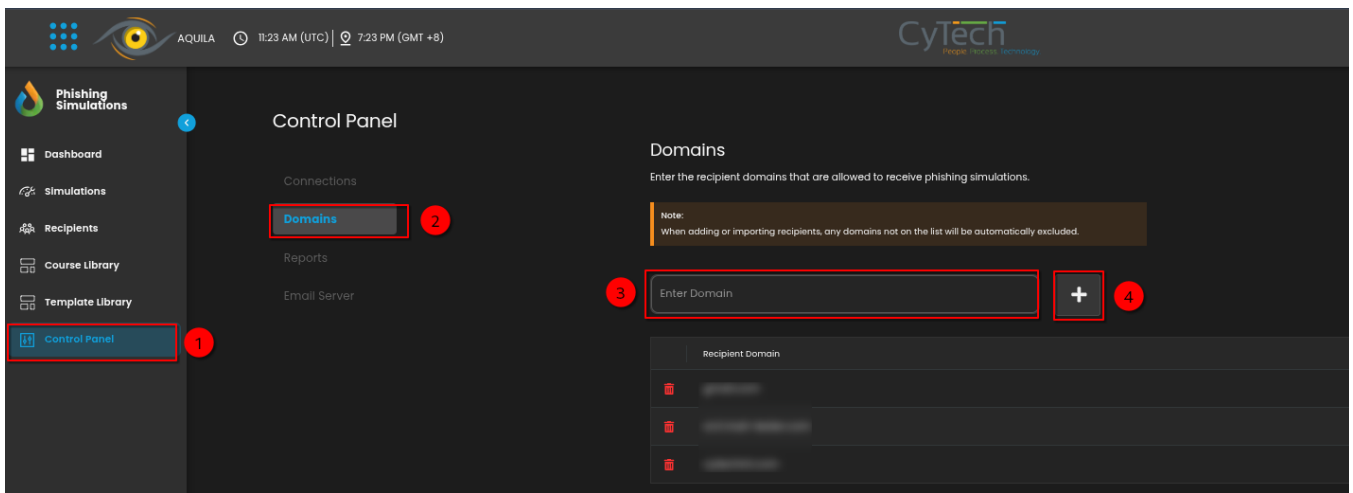 AQUILA 11:23 AM (UTC) | 7:23 PM (GMT +8)
CyTech
People. Process. Technology
Phishing
Simulations
Dashboard
Simulations
Recipients
Course Library
Template Library
Control Panel
1
Control Panel
Connections
Domains
2
Reports
Email Server
Domains
Enter the recipient domains that are allowed to receive phishing simulations.
Note:
When adding or importing recipients, any domains not on the list will be automatically excluded.
3
Enter Domain
+
4
Recipient Domain